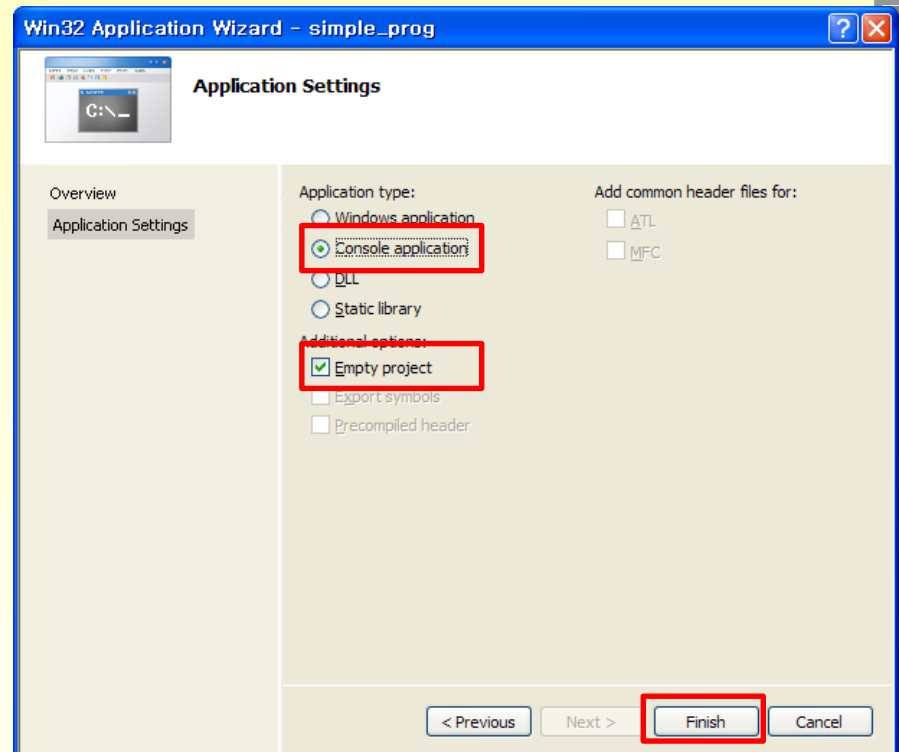 Win32 Application Wizard - simple_prog
C:\_
Application Settings
Overview
Application Settings
Application type:
Windows application
Console application
DLL
Static library
Additional options:
Empty project
Export symbols
Precompiled header
Add common header files for:
ATL
MFC
< Previous
Next >
Finish
Cancel